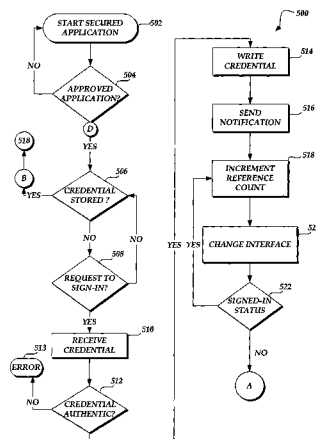 500
START SECURED
APPLICATION
502
NO
504
APPROVED
APPLICATION?
D
YES
518
B
YES
506
CREDENTIAL
STORED ?
NO
NO
508
REQUEST TO
SIGN-IN?
YES
510
RECEIVE
CREDENTIAL
513
ERROR
NO
512
CREDENTIAL
AUTHENTIC?
YES
WRITE
CREDENTIAL
514
SEND
NOTIFICATION
516
518
INCREMENT
REFERENCE
COUNT
YES
52
CHANGE INTERFACE
522
SIGNED-IN
STATUS
NO
A